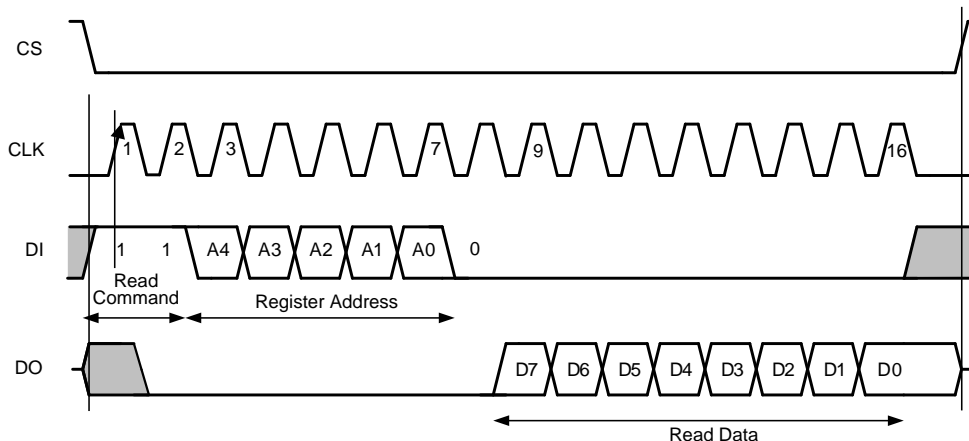 CS
CLK 1 2 3 7 9 16
DI 1 1 A4 A3 A2 A1 A0 0
Read
Command
Register Address
DO D7 D6 D5 D4 D3 D2 D1 D0
Read Data